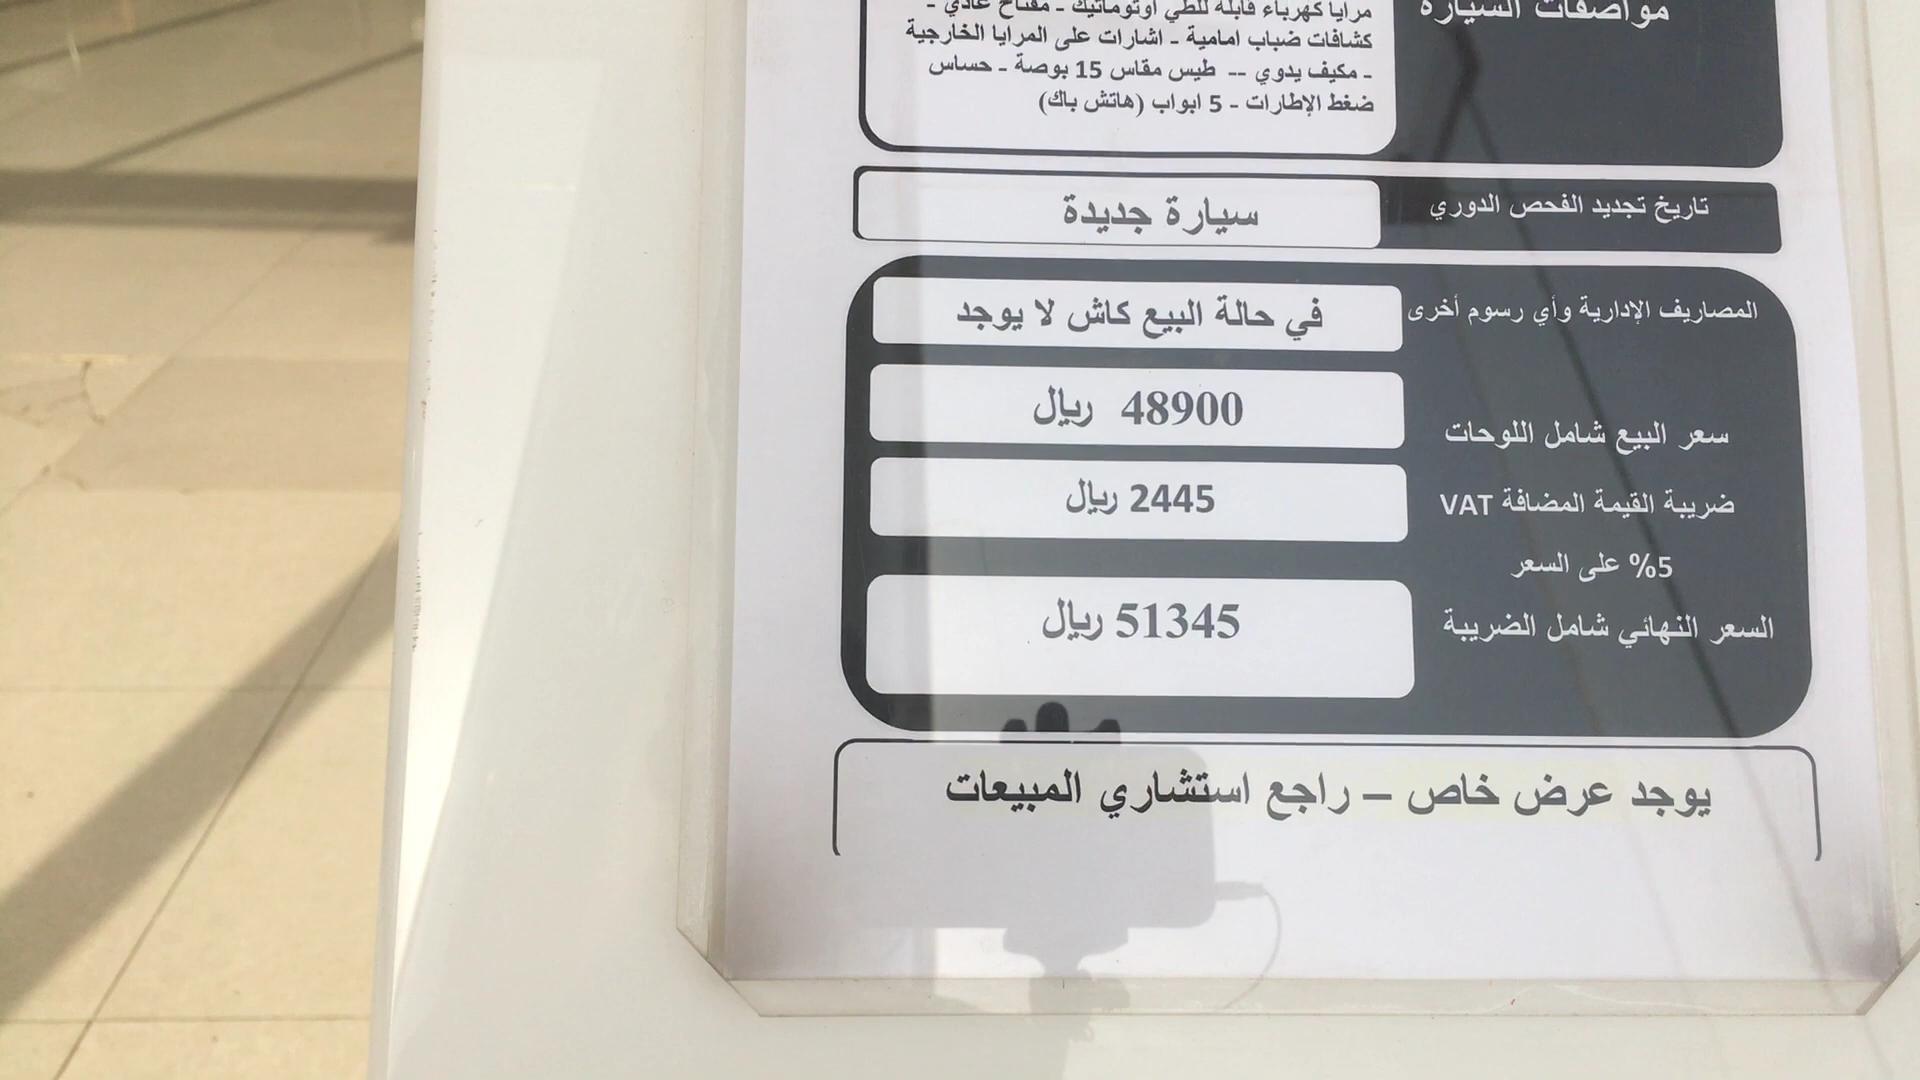 مواصفات السيارة
مرايا كهرباء قابلة للطي اوتوماتيك - مفتاح عادي -
كشافات ضباب امامية - اشارات على المرايا الخارجية
- مكيف يدوي -- طيس مقاس 15 بوصة - حساس
ضغط الإطارات - 5 ابواب (هاتش باك)
تاريخ تجديد الفحص الدوري
سيارة جديدة
المصاريف الإدارية وأي رسوم أخرى
في حالة البيع كاش لا يوجد
سعر البيع شامل اللوحات
48900 ريال
ضريبة القيمة المضافة VAT
5% على السعر
2445 ريال
السعر النهائي شامل الضريبة
51345 ريال
يوجد عرض خاص – راجع استشاري المبيعات